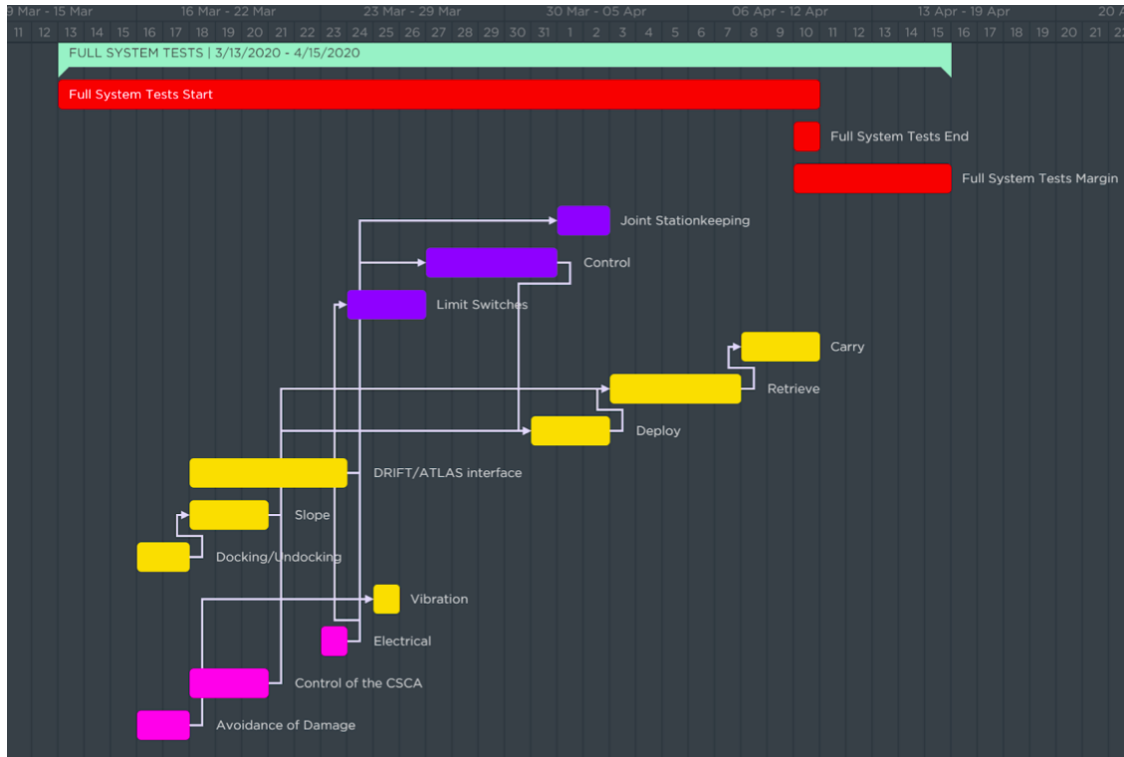 9 Mar - 15 Mar 16 Mar - 22 Mar 23 Mar - 29 Mar 30 Mar - 05 Apr 06 Apr - 12 Apr 13 Apr - 19 Apr 20
11 12 13 14 15 16 17 18 19 20 21 22 23 24 25 26 27 28 29 30 31 1 2 3 4 5 6 7 8 9 10 11 12 13 14 15 16 17 18 19 20 21
FULL SYSTEM TESTS | 3/13/2020 - 4/15/2020
Full System Tests Start
Full System Tests End
Full System Tests Margin
Joint Stationkeeping
Control
Limit Switches
Carry
Retrieve
Deploy
DRIFT/ATLAS interface
Slope
Docking/Undocking
Vibration
Electrical
Control of the CSCA
Avoidance of Damage